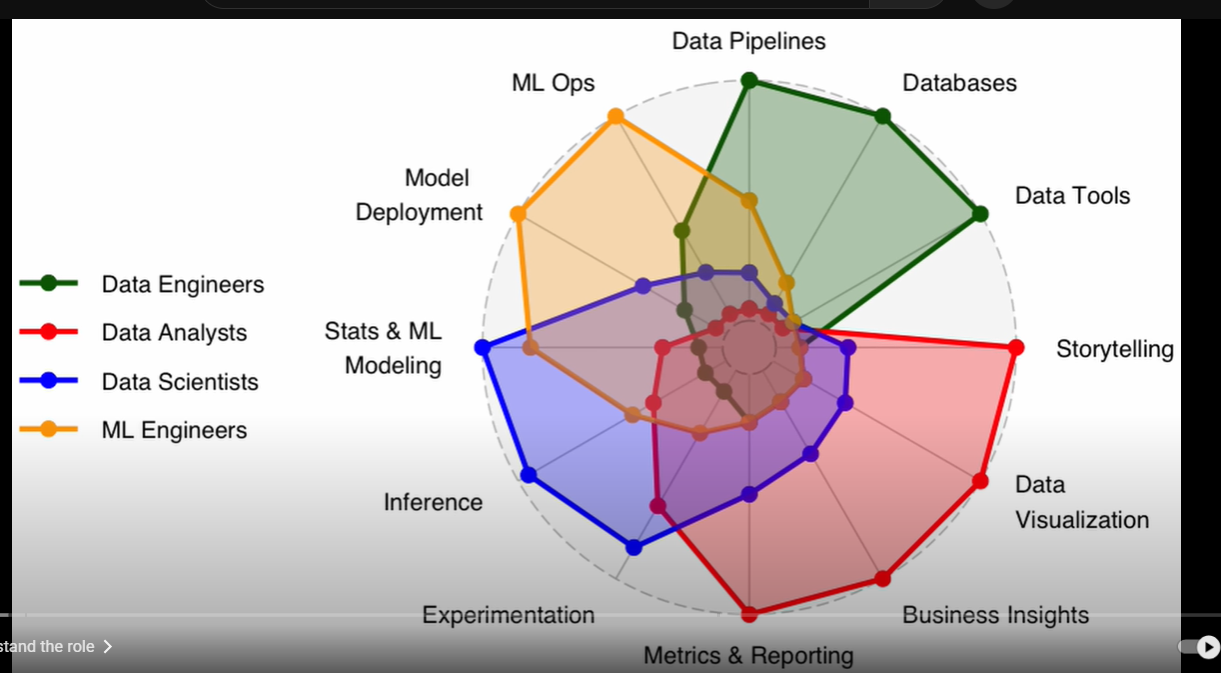 Data Pipelines
ML Ops
Databases
Model
Deployment
Data Tools
Data Engineers
Data Analysts
Data Scientists
ML Engineers
Stats & ML
Modeling
Storytelling
Inference
Data
Visualization
Experimentation
Business Insights
Metrics & Reporting
stand the role